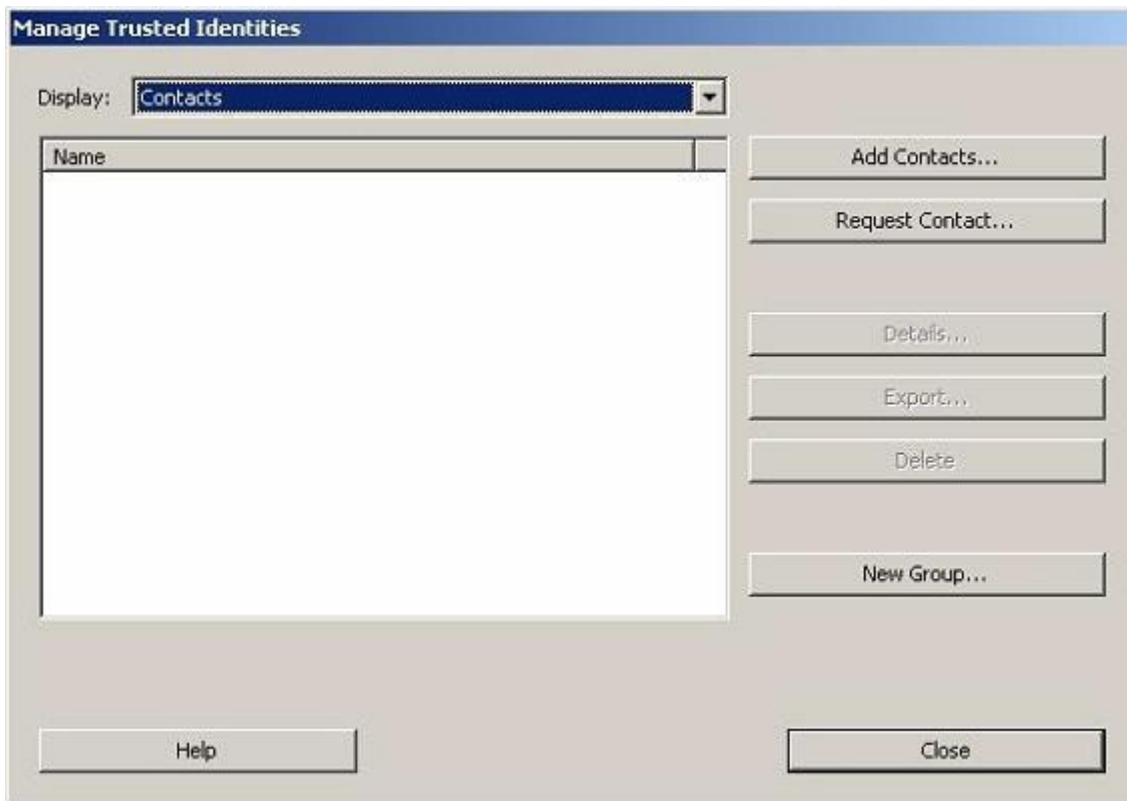 Manage Trusted Identities
Display: Contacts
Name
Add Contacts...
Request Contact...
Details...
Export...
Delete
New Group...
Help
Close